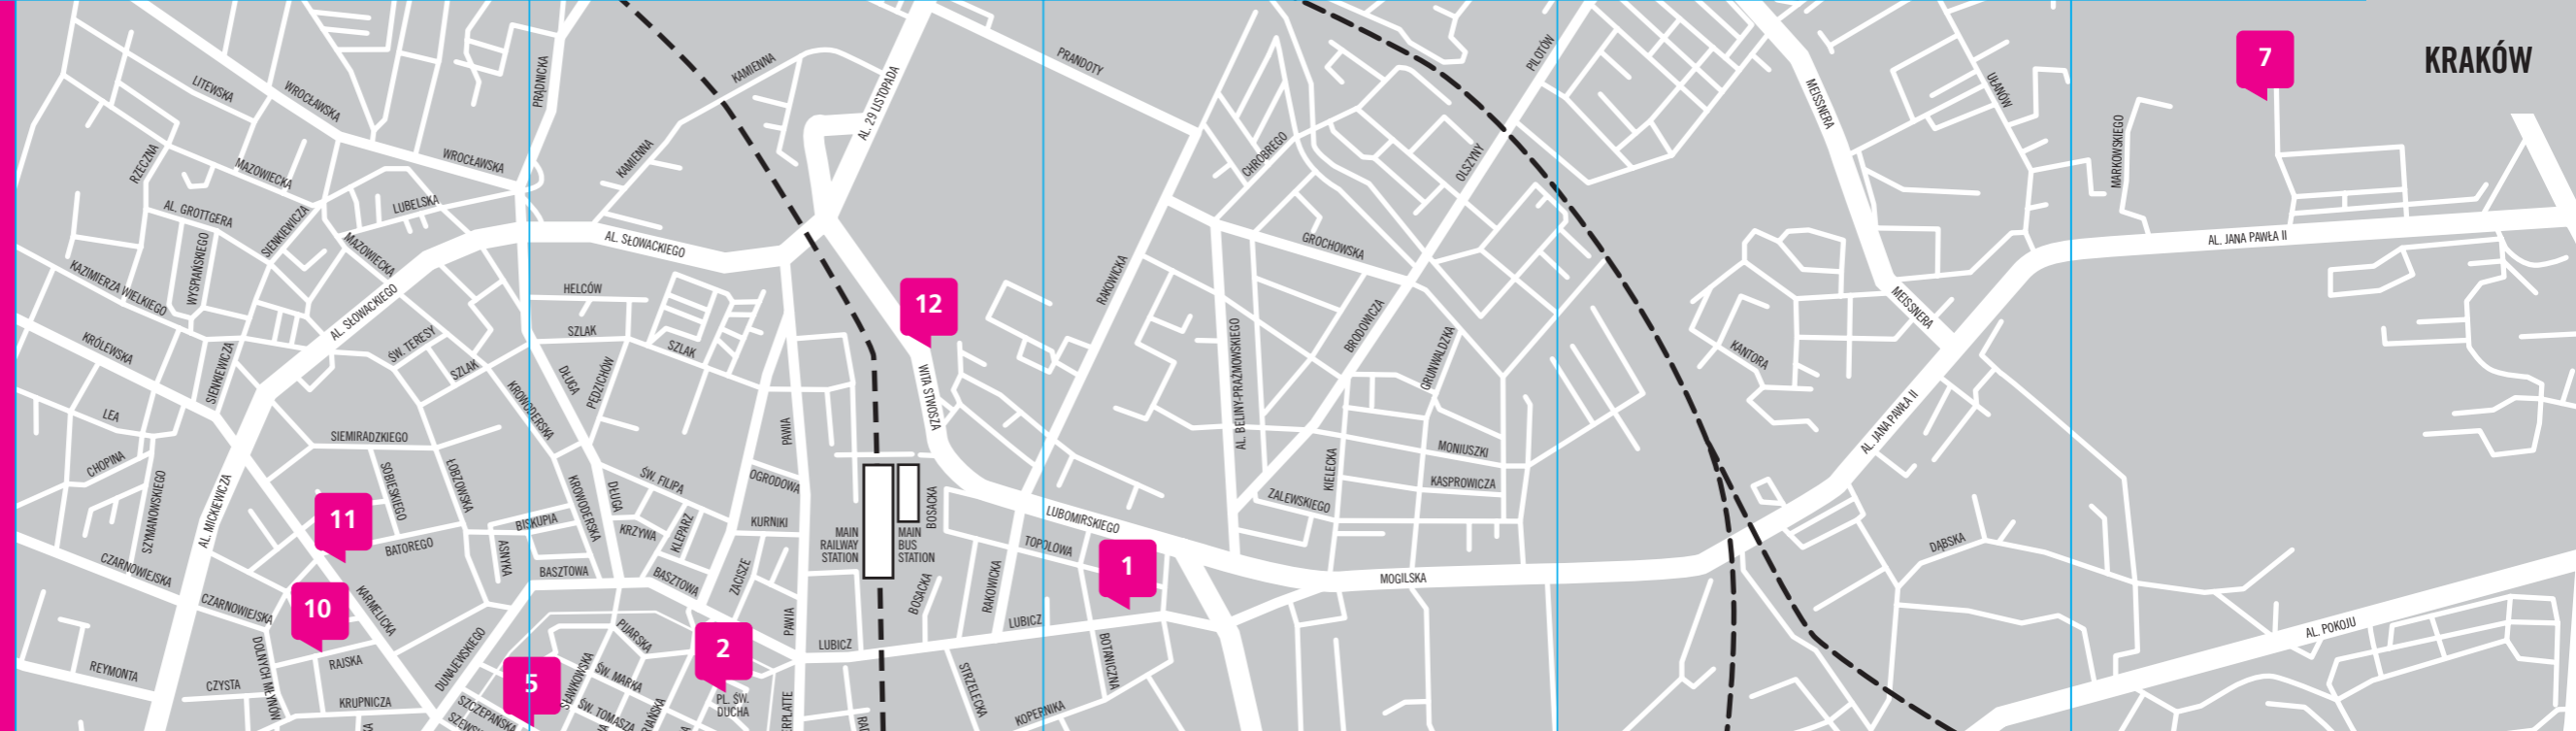 KRAKÓW
7
PRANDOTY
PILOTÓW
KAMIENNA
PRĄDNICKA
LITEWSKA
WROCŁAWSKA
AL. 29 LISTOPADA
MEISSNERA
UŁANÓW
MARKOWSKIEGO
RZECZNA
MAZOWIECKA
WROCŁAWSKA
KAMIENNA
CHROBREGO
OLSZYNY
AL. GROTTGERA
SIENKIEWICZA
LUBELSKA
MAZOWIECKA
AL. SŁOWACKIEGO
GROCHOWSKA
AL. JANA PAWŁA II
KAZIMIERZA WIELKIEGO
WYSPIAŃSKIEGO
AL. SŁOWACKIEGO
HELCÓW
12
RAKOWICKA
MEISSNERA
KRÓLEWSKA
SIENKIEWICZA
ŚW. TERESY
SZLAK
SZLAK
SZLAK
BRODOWICZA
GRUNWALDZKA
KANTORA
DŁUGA
PĘDZICHÓW
KROWODERSKA
WITA STWOSZA
AL. BELINY-PRAŻMOWSKIEGO
AL. JANA PAWŁA II
LEA
SIEMIRADZKIEGO
PAWIA
MONIUSZKI
CHOPINA
SZYMANOWSKIEGO
AL. MICKIEWICZA
SOBIESKIEGO
ŁOBZOWSKA
KROWODERSKA
DŁUGA
ŚW. FILIPA
OGRODOWA
KIELECKA
KASPROWICZA
ZALEWSKIEGO
11
BISKUPIA
KRZYWA
KLEPARZ
KURNIKI
BOSACKA
LUBOMIRSKIEGO
MAIN
RAILWAY
STATION
MAIN
BUS
STATION
TOPOLOWA
1
DĄBSKA
CZARNOWIEJSKA
BATOREGO
ASNYKA
BASZTOWA
BASZTOWA
ZACISZE
BOSACKA
RAKOWICKA
MOGILSKA
CZARNOWIEJSKA
10
KARMELICKA
PAWIA
LUBICZ
LUBICZ
AL. POKOJU
REYMONTA
DOLNYCH MŁYNÓW
RAJSKA
DUNAJEWSKIEGO
PIJARSKA
2
BOTANICZNA
CZYSTA
KRUPNICZA
5
SŁAWKOWSKA
ŚW. MARKA
PL. ŚW.
DUCHA
STRZELECKA
KOPERNIKA
SZCZEPAŃSKA
ŚW. TOMASZA